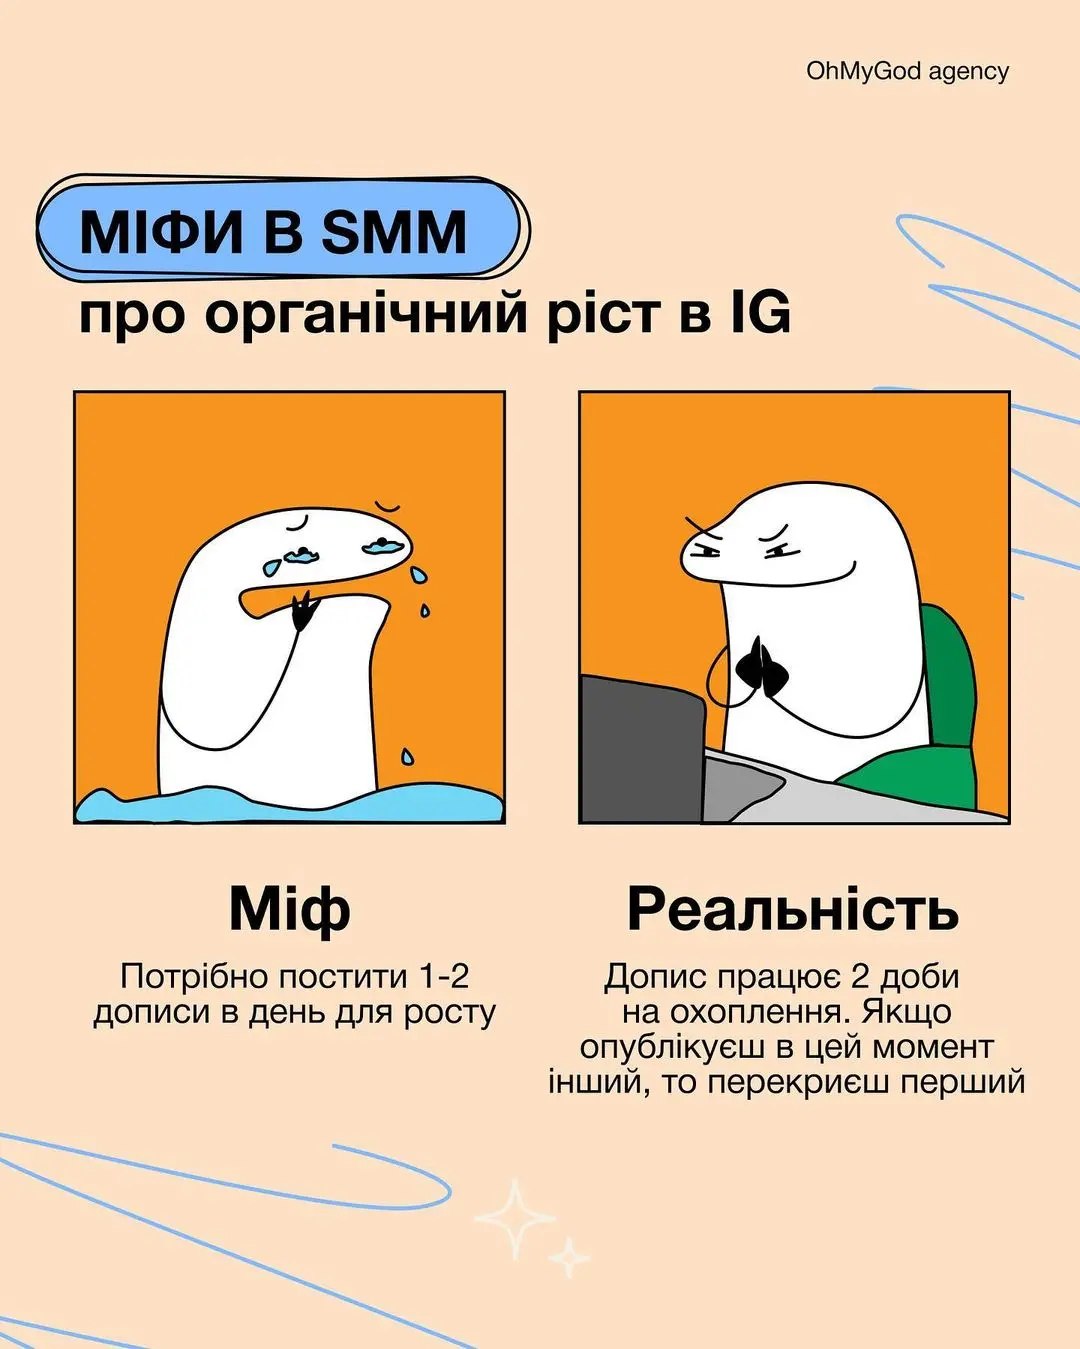 OhMyGod agency
МІФИ В SMM
про органічний ріст в IG
Міф
Потрібно постити 1-2
дописи в день для росту
Реальність
Допис працює 2 доби
на охоплення. Якщо
опублікуєш в цей момент
інший, то перекриєш перший